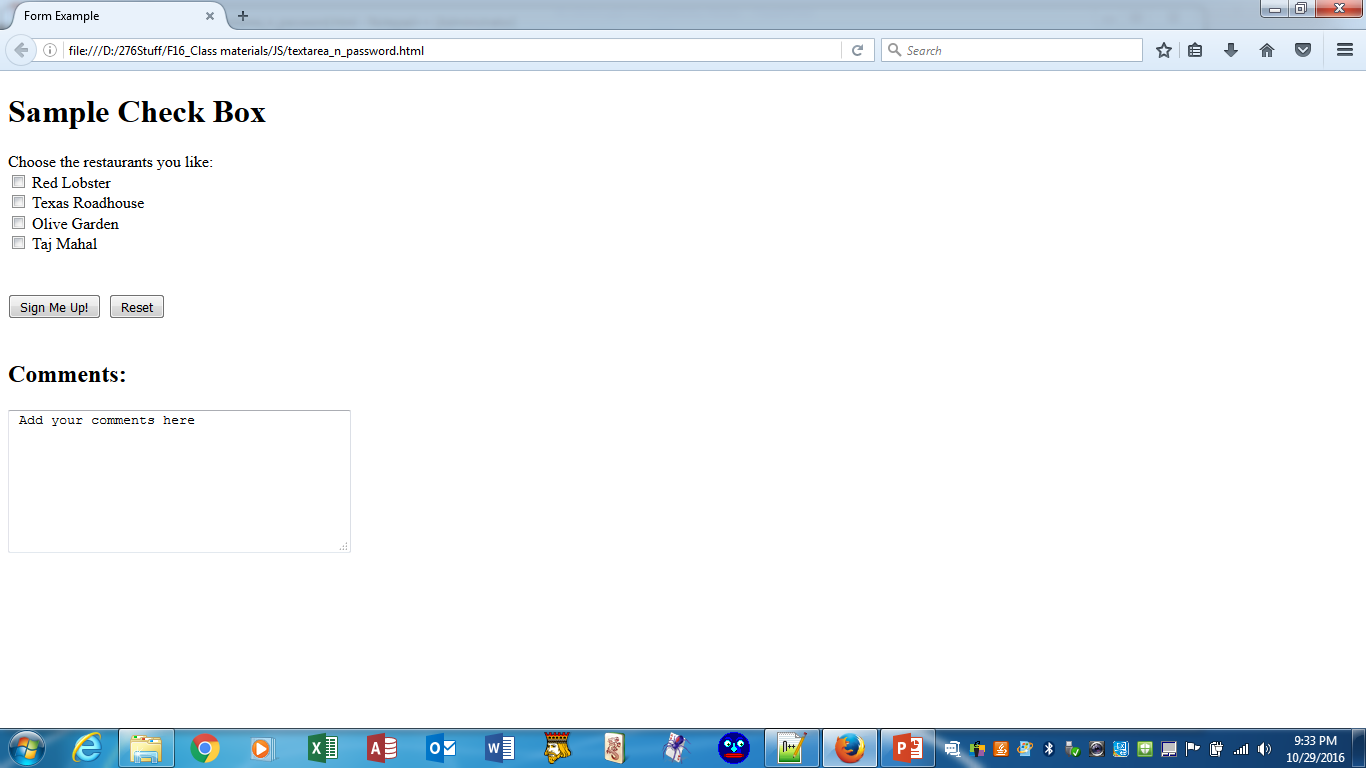 Form Example
file:///D:/276Stuff/F16_Class materials/JS/textarea_n_password.html
Search
Sample Check Box
Choose the restaurants you like:
Red Lobster
Texas Roadhouse
Olive Garden
Taj Mahal
Sign Me Up! Reset
Comments:
Add your comments here
9:33 PM
10/29/2016